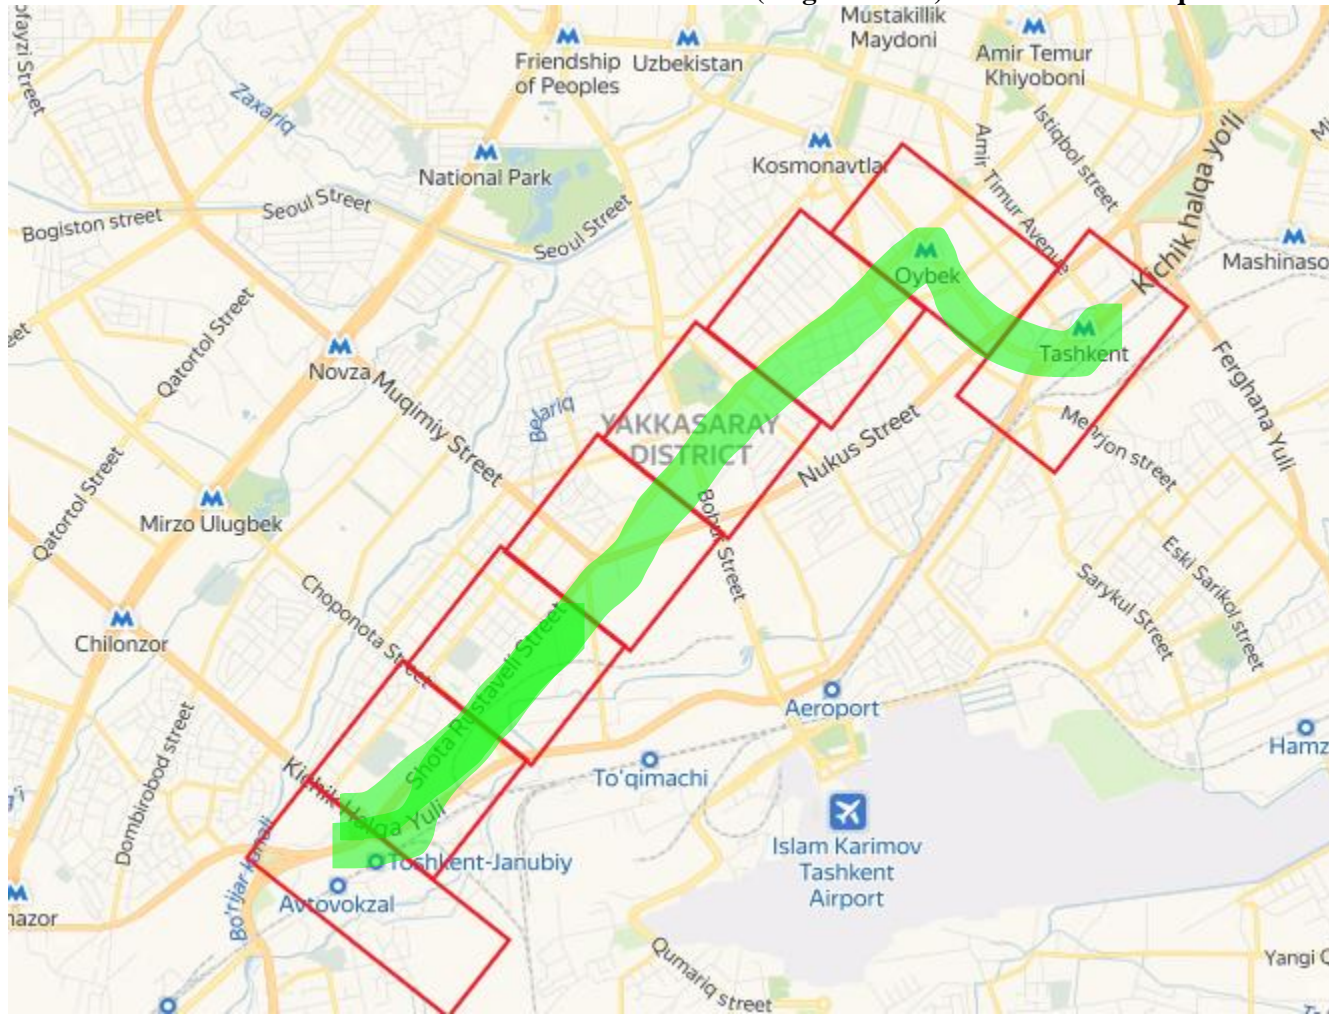 Mustakillik
Maydoni
Amir Temur
Khiyoboni
Friendship
of Peoples
Uzbekistan
Zaxariq
Kosmonavtlar
National Park
Amir Timur Avenue
Istiqbol street
Kichik halqa yo'li
Seoul Street
Bogiston street
Seoul Street
Oybek
Mashinaso
Qatortol Street
Tashkent
Novza
Muqimiy Street
Ferghana Yuli
Belariq
YAKKASARAY
DISTRICT
Nukus Street
Mehrjon street
Qatortol Street
Mirzo Ulugbek
Bobur Street
Eski Sarikol street
Sarykul Street
Choponota Street
Chilonzor
Shota Rustaveli Street
Aeroport
Dombirobod street
To'qimachi
Hamz
Kichik Halqa Yuli
Islam Karimov
Tashkent
Airport
Toshkent-Janubiy
Avtovokzal
Bo'rijar kanali
nazor
Qumariq street
Yangi Q